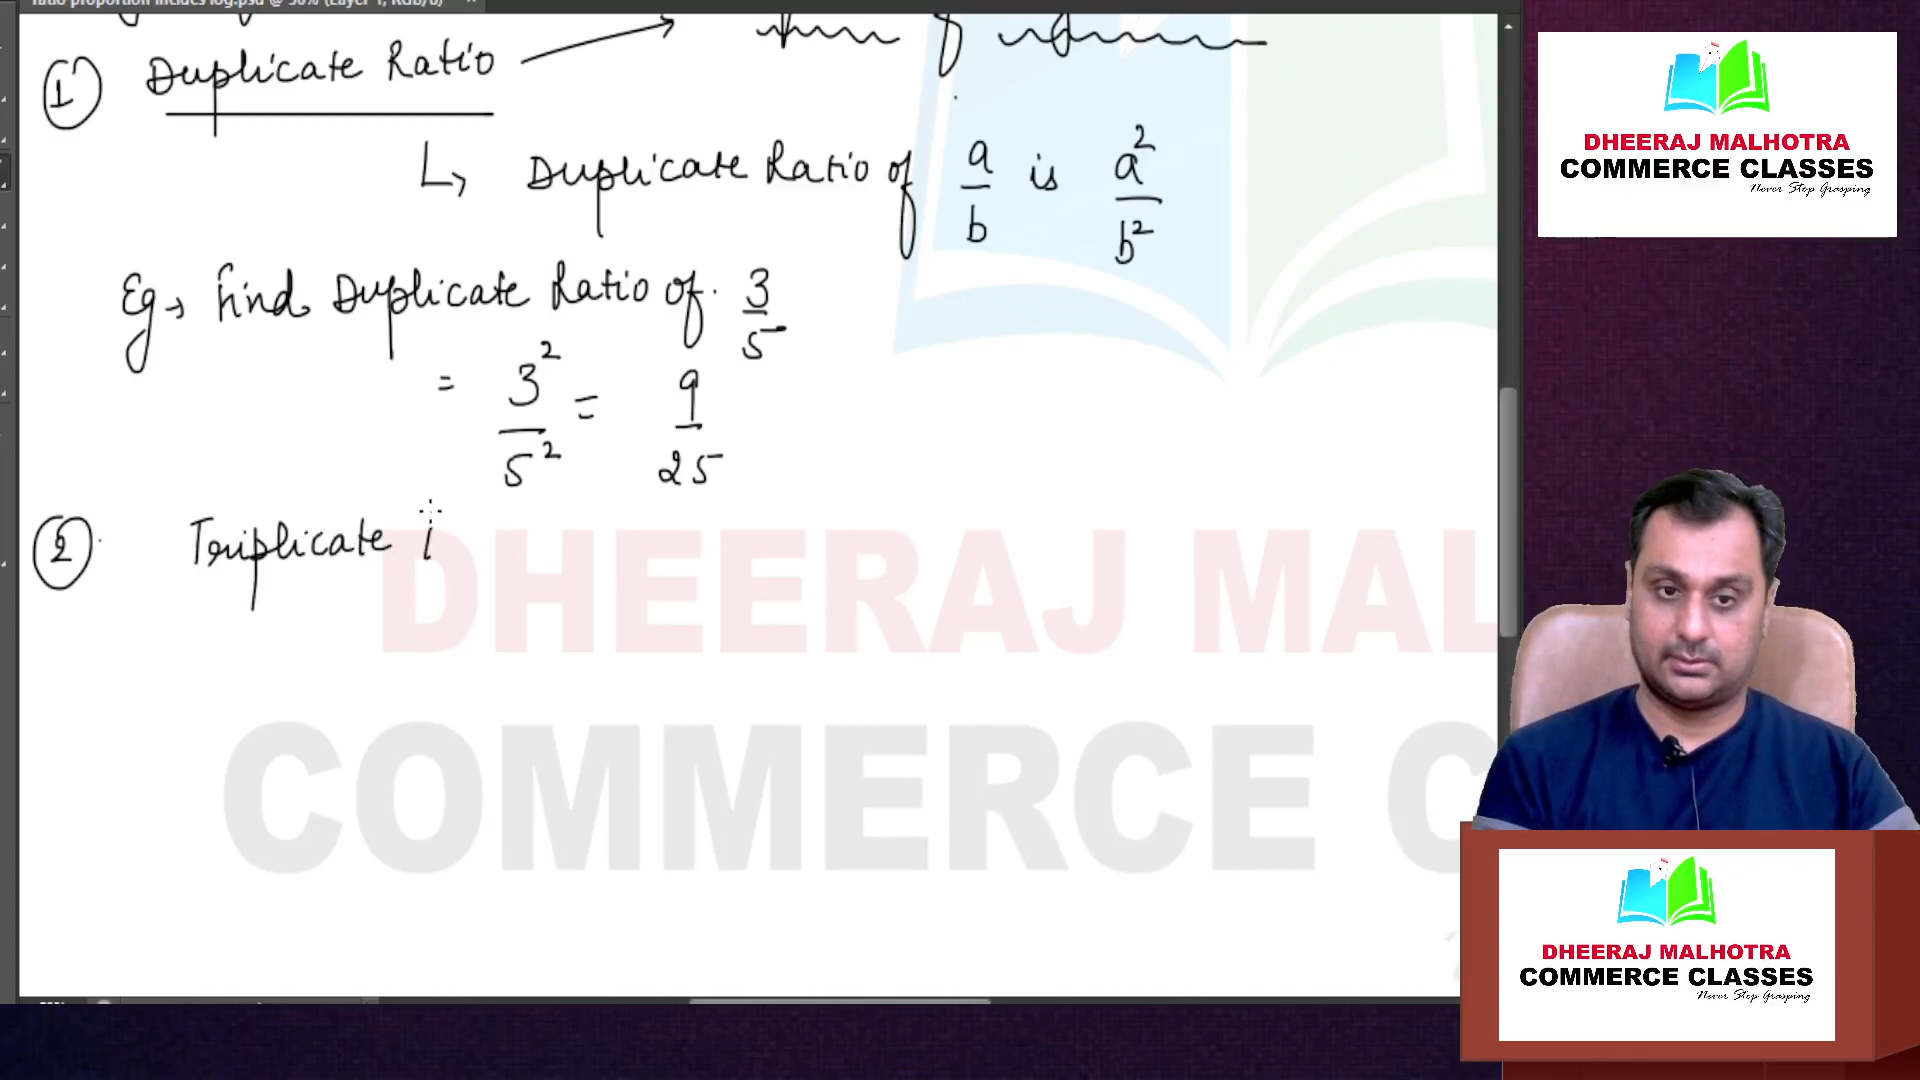 ratio proportion incides log.psd @ 50% (Layer 1, RGB/8)
① Duplicate Ratio
↳ Duplicate Ratio of a/b is a²/b²
Eg → Find Duplicate Ratio of 3/5
= 3²/5² = 9/25
② Triplicate
DHEERAJ MAL
COMMERCE C
DHEERAJ MALHOTRA
COMMERCE CLASSES
Never Stop Grasping
DHEERAJ MALHOTRA
COMMERCE CLASSES
Never Stop Grasping